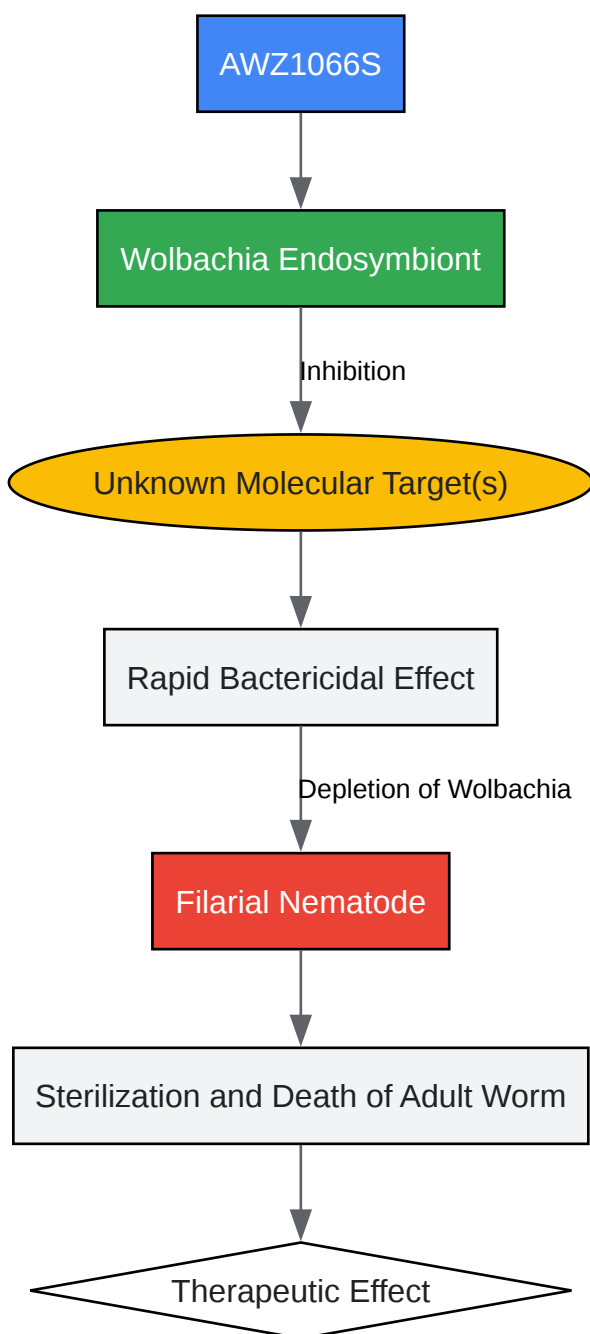 AWZ1066S
Wolbachia Endosymbiont
Inhibition
Unknown Molecular Target(s)
Rapid Bactericidal Effect
Depletion of Wolbachia
Filarial Nematode
Sterilization and Death of Adult Worm
Therapeutic Effect